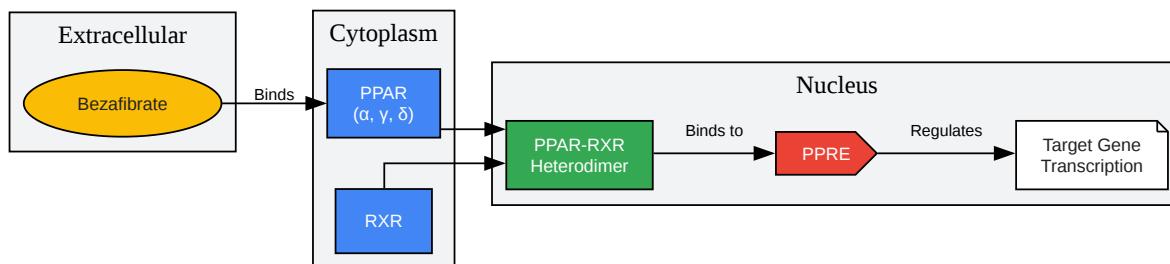 Extracellular
Bezafibrate
Binds
Cytoplasm
PPAR
(α, γ, δ)
RXR
Nucleus
PPAR-RXR
Heterodimer
Binds to
PPRE
Regulates
Target Gene
Transcription